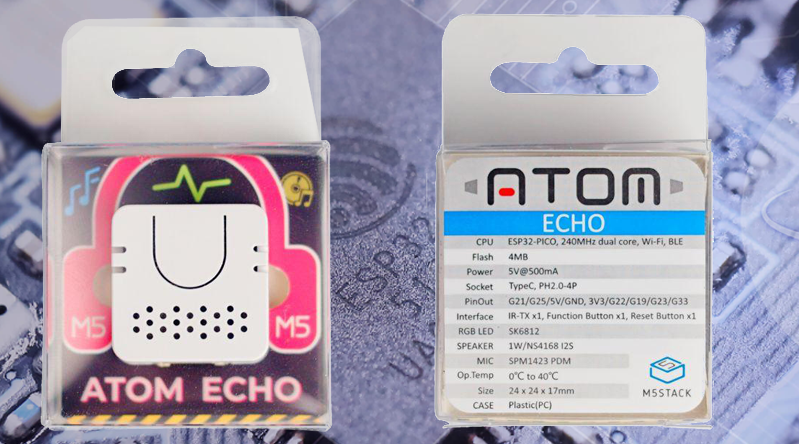 M5
M5
ATOM ECHO
ATOM
ECHO
CPU ESP32-PICO, 240MHz dual core, Wi-Fi, BLE
Flash 4MB
Power 5V@500mA
Socket TypeC, PH2.0-4P
PinOut G21/G25/5V/GND, 3V3/G22/G19/G23/G33
Interface IR-TX x1, Function Button x1, Reset Button x1
RGB LED SK6812
SPEAKER 1W/NS4168 I2S
MIC SPM1423 PDM
Op.Temp 0℃ to 40℃
Size 24 x 24 x 17mm
CASE Plastic(PC)
M5STACK
ESP32